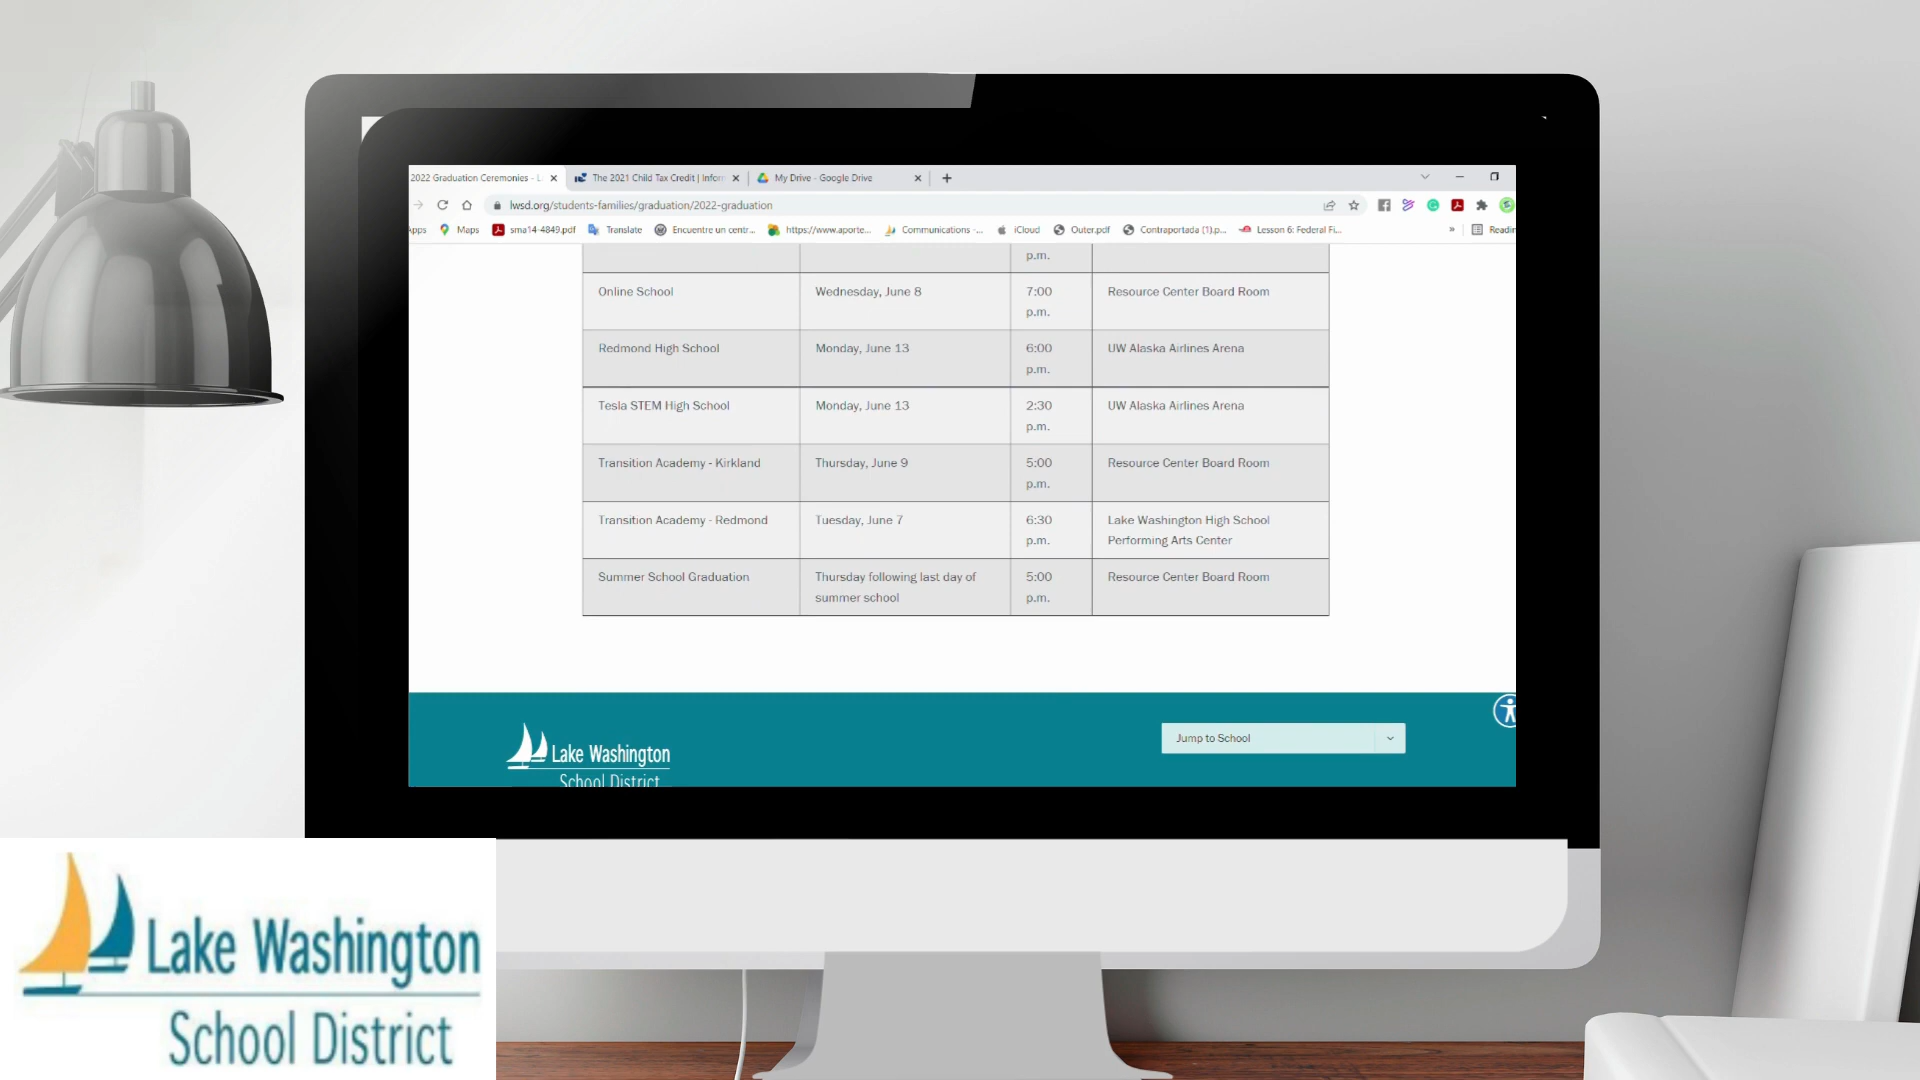 2022 Graduation Ceremonies - L
The 2021 Child Tax Credit | Inform
My Drive - Google Drive
lwsd.org/students-families/graduation/2022-graduation
Apps Maps sma14-4849.pdf Translate Encuentre un centr... https://www.aporte... Communications -... iCloud Outer.pdf Contraportada (1).p... Lesson 6: Federal Fi... » Readin
p.m.
Online School Wednesday, June 8 7:00 Resource Center Board Room
p.m.
Redmond High School Monday, June 13 6:00 UW Alaska Airlines Arena
p.m.
Tesla STEM High School Monday, June 13 2:30 UW Alaska Airlines Arena
p.m.
Transition Academy - Kirkland Thursday, June 9 5:00 Resource Center Board Room
p.m.
Transition Academy - Redmond Tuesday, June 7 6:30 Lake Washington High School
p.m. Performing Arts Center
Summer School Graduation Thursday following last day of 5:00 Resource Center Board Room
summer school p.m.
Jump to School
Lake Washington
School District
Lake Washington
School District